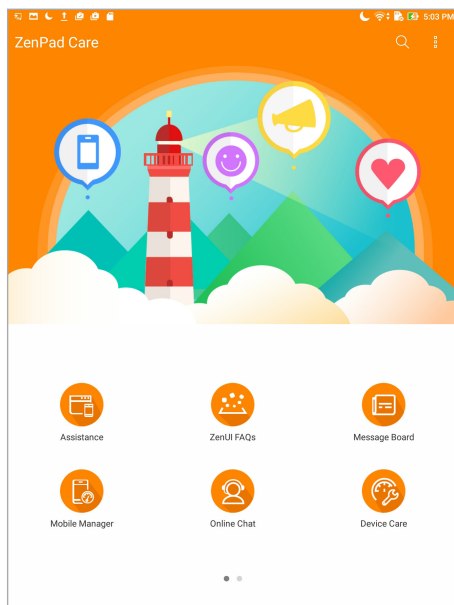 5:03 PM
ZenPad Care
Assistance
ZenUI FAQs
Message Board
Mobile Manager
Online Chat
Device Care